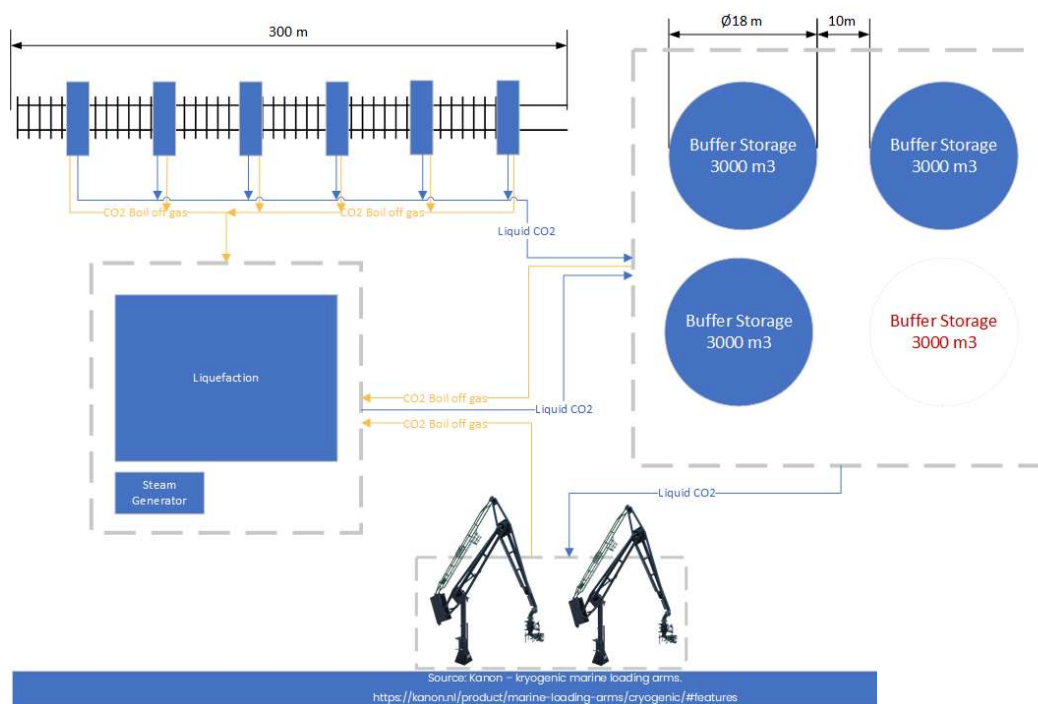 300 m
Ø18 m
10m
Buffer Storage
3000 m3
Buffer Storage
3000 m3
CO2 Boil off gas
CO2 Boil off gas
Liquid CO2
Buffer Storage
3000 m3
Buffer Storage
3000 m3
Liquefaction
CO2 Boil off gas
Liquid CO2
CO2 Boil off gas
Steam
Generator
Liquid CO2
Source: Kanon – kryogenic marine loading arms.
https://kanon.nl/product/marine-loading-arms/cryogenic/#features